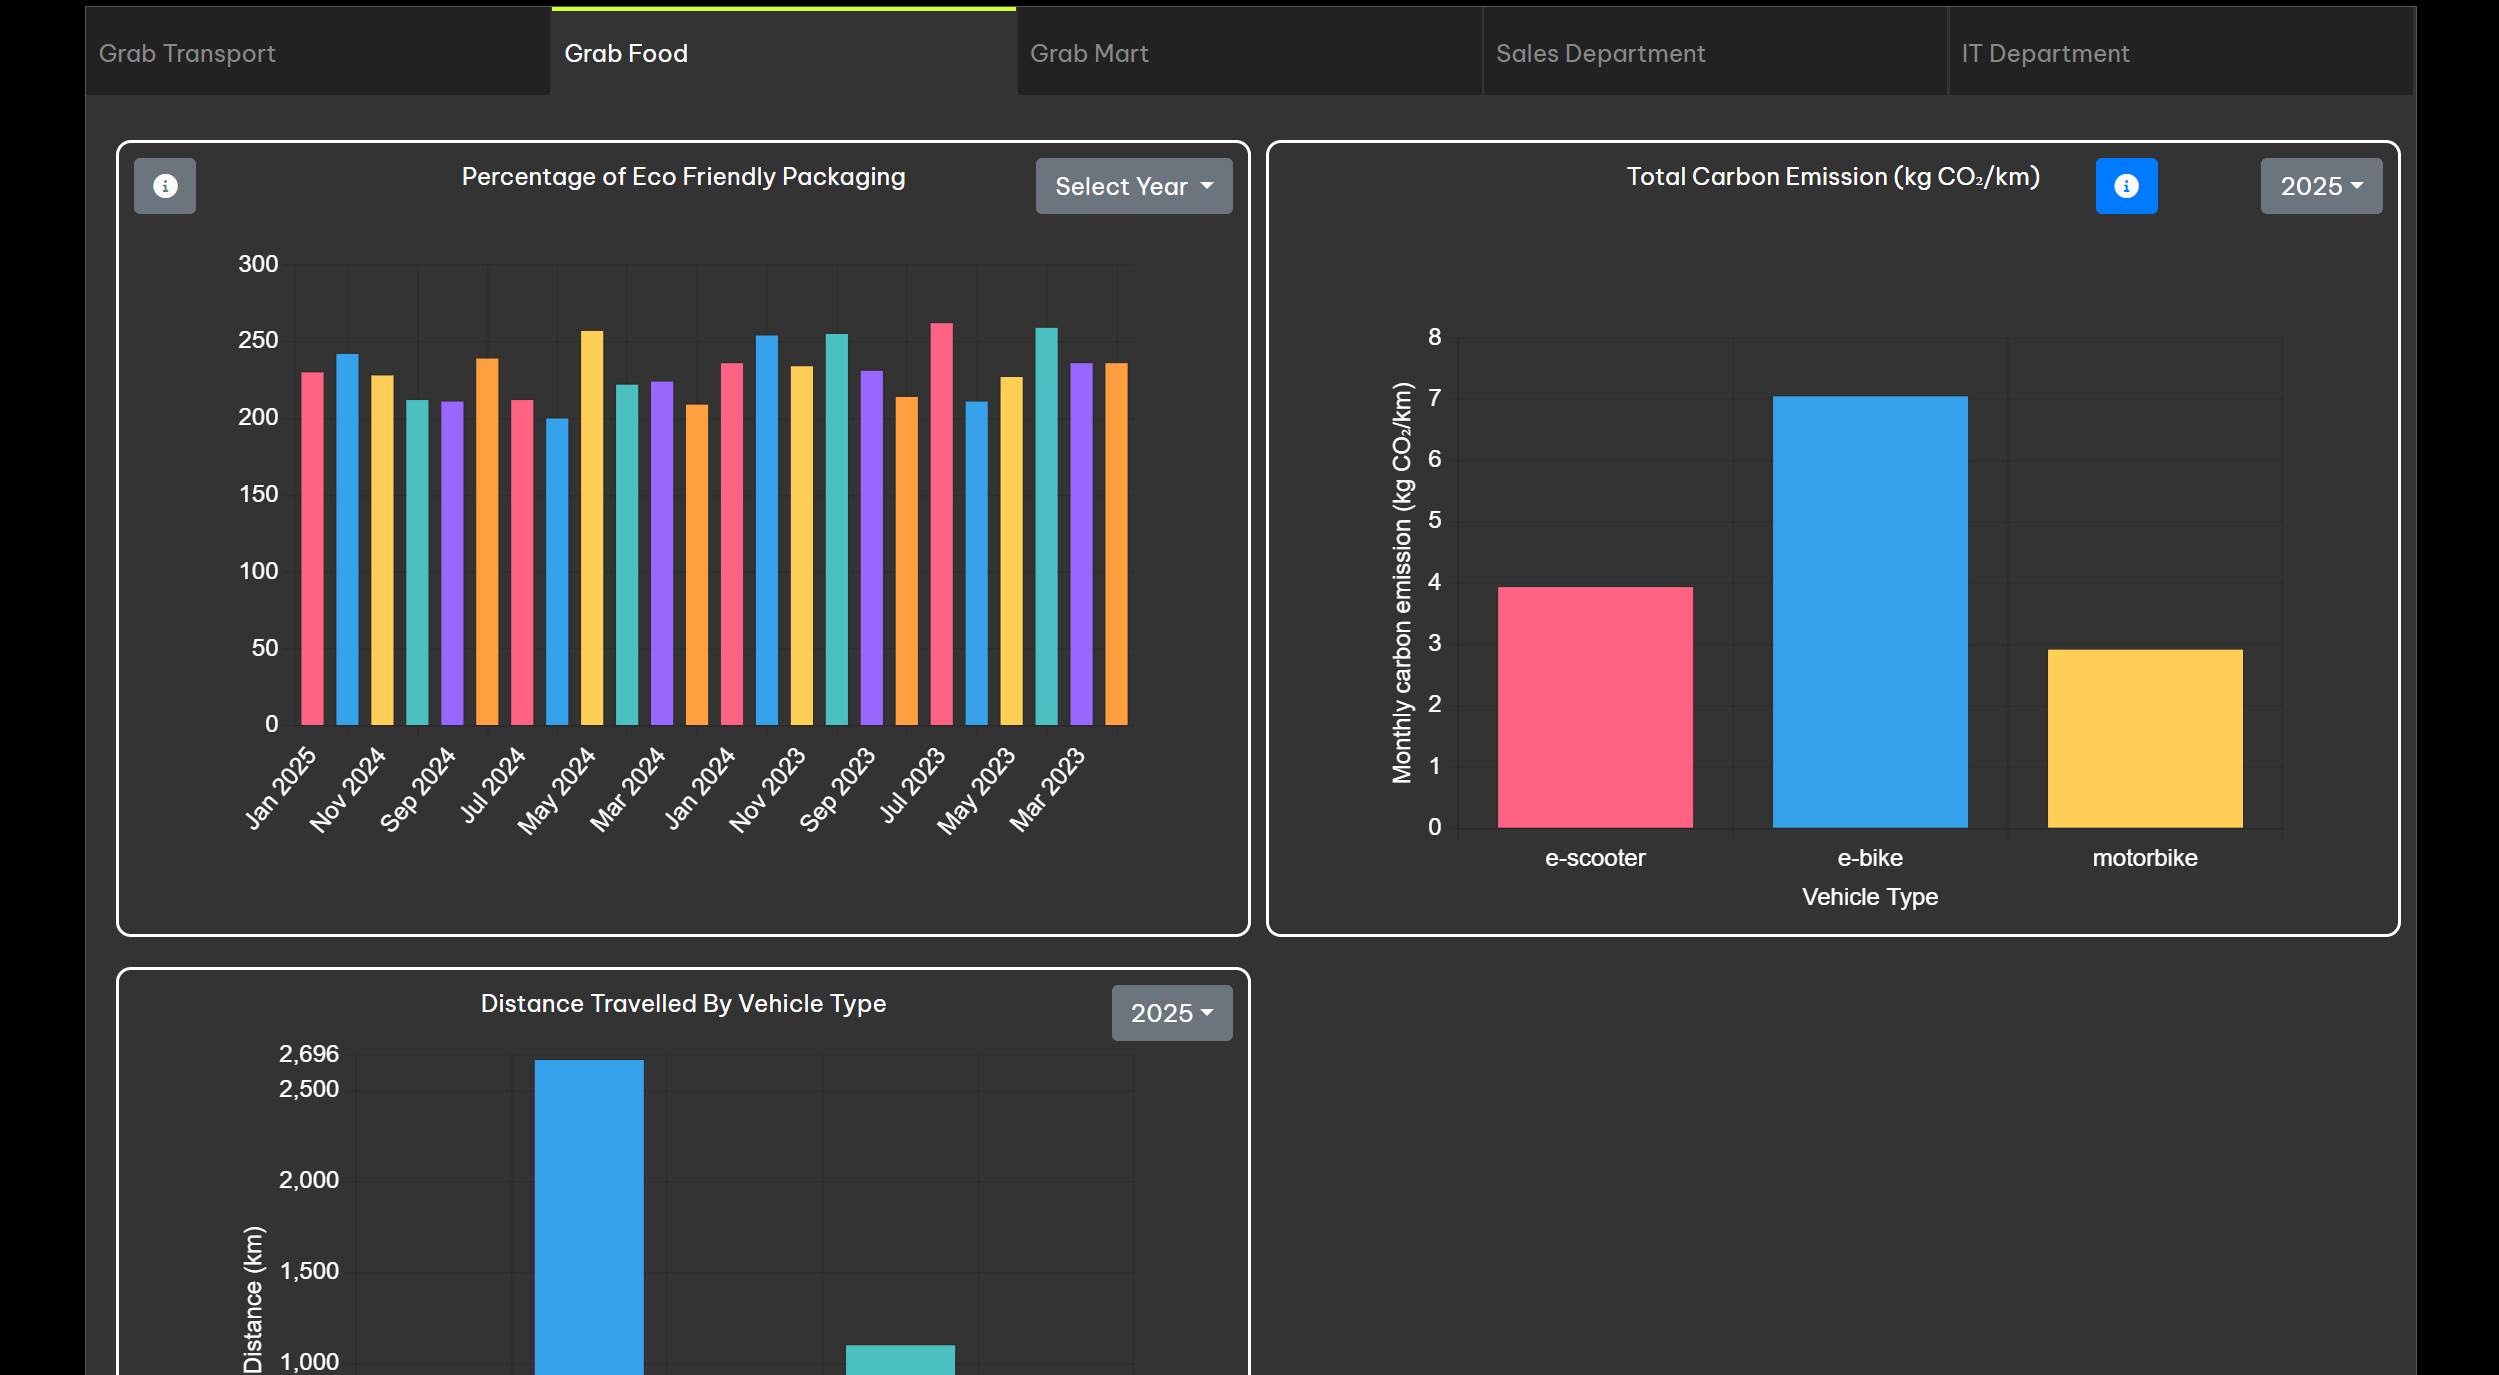 Grab Transport
Grab Food
Grab Mart
Sales Department
IT Department
Percentage of Eco Friendly Packaging
Select Year
300
250
200
150
100
50
0
Jan 2025
Nov 2024
Sep 2024
Jul 2024
May 2024
Mar 2024
Jan 2024
Nov 2023
Sep 2023
Jul 2023
May 2023
Mar 2023
Total Carbon Emission (kg CO₂/km)
2025
Monthly carbon emission (kg CO₂/km)
8
7
6
5
4
3
2
1
0
e-scooter
e-bike
motorbike
Vehicle Type
Distance Travelled By Vehicle Type
2025
Distance (km)
2,696
2,500
2,000
1,500
1,000